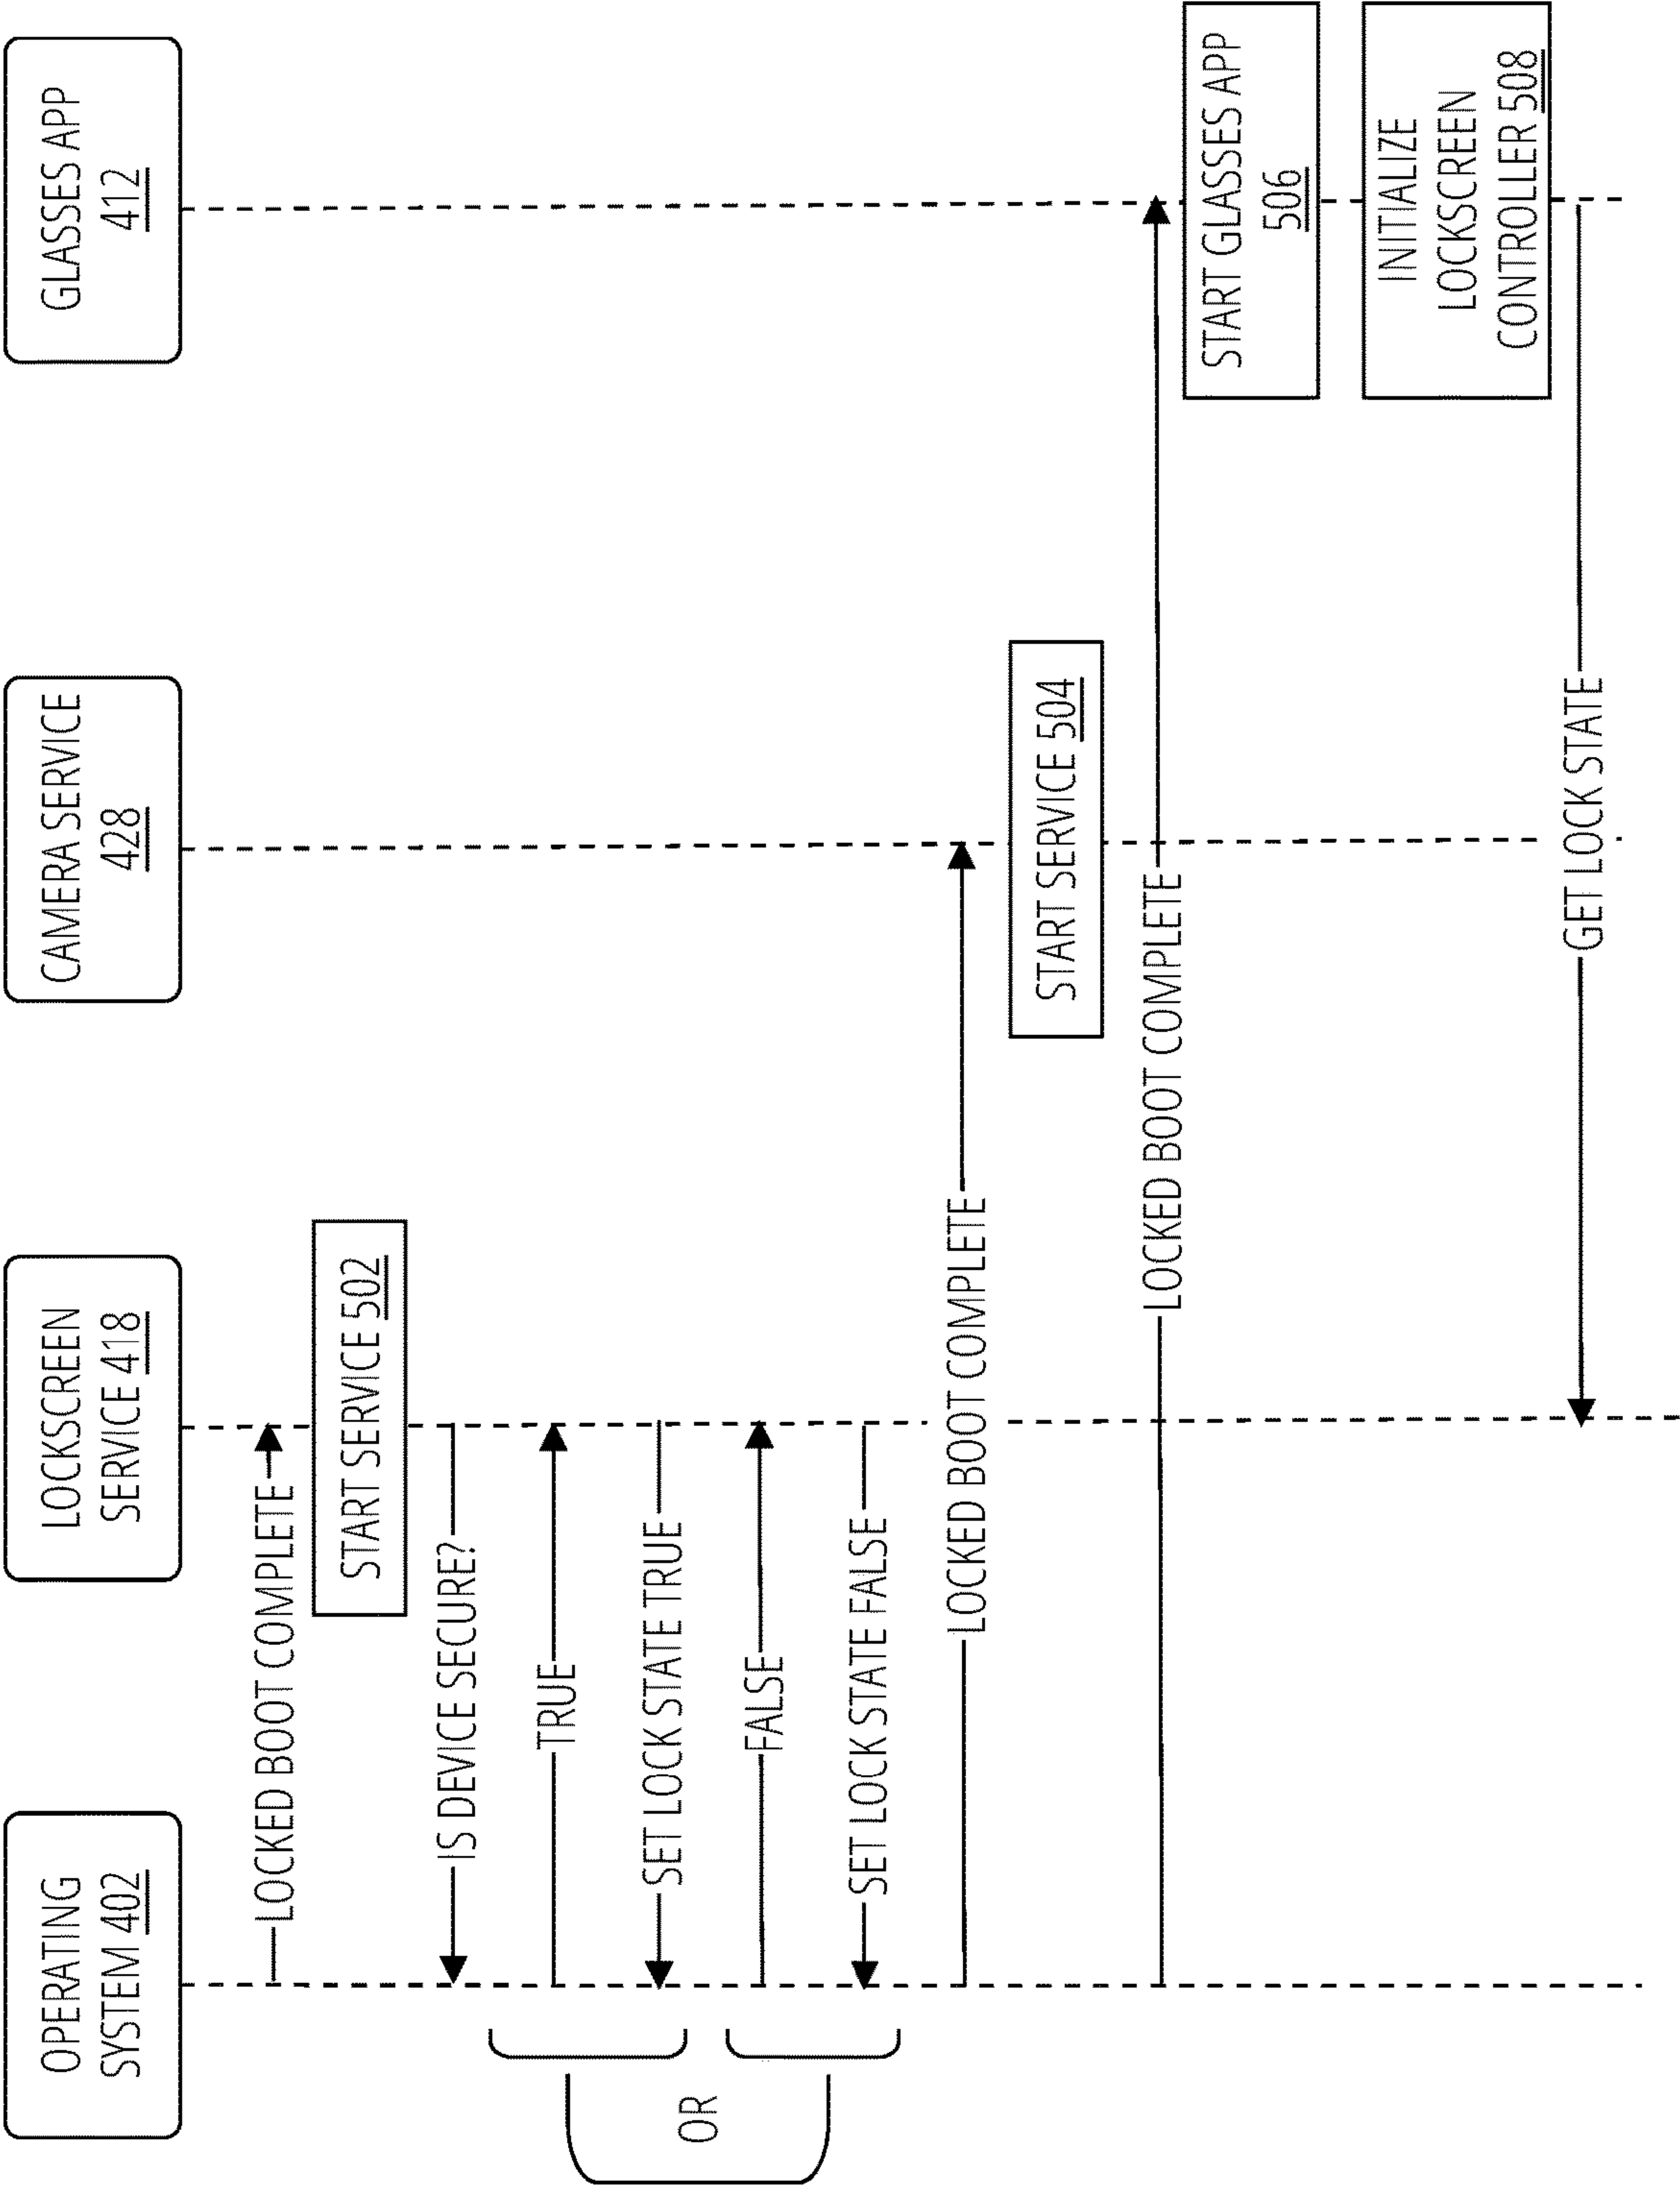 OPERATING
SYSTEM 402
LOCKSCREEN
SERVICE 418
CAMERA SERVICE
428
GLASSES APP
412
LOCKED BOOT COMPLETE
START SERVICE 502
IS DEVICE SECURE?
TRUE
SET LOCK STATE TRUE
OR
FALSE
SET LOCK STATE FALSE
LOCKED BOOT COMPLETE
START SERVICE 504
LOCKED BOOT COMPLETE
START GLASSES APP
506
INITIALIZE
LOCKSCREEN
CONTROLLER 508
GET LOCK STATE